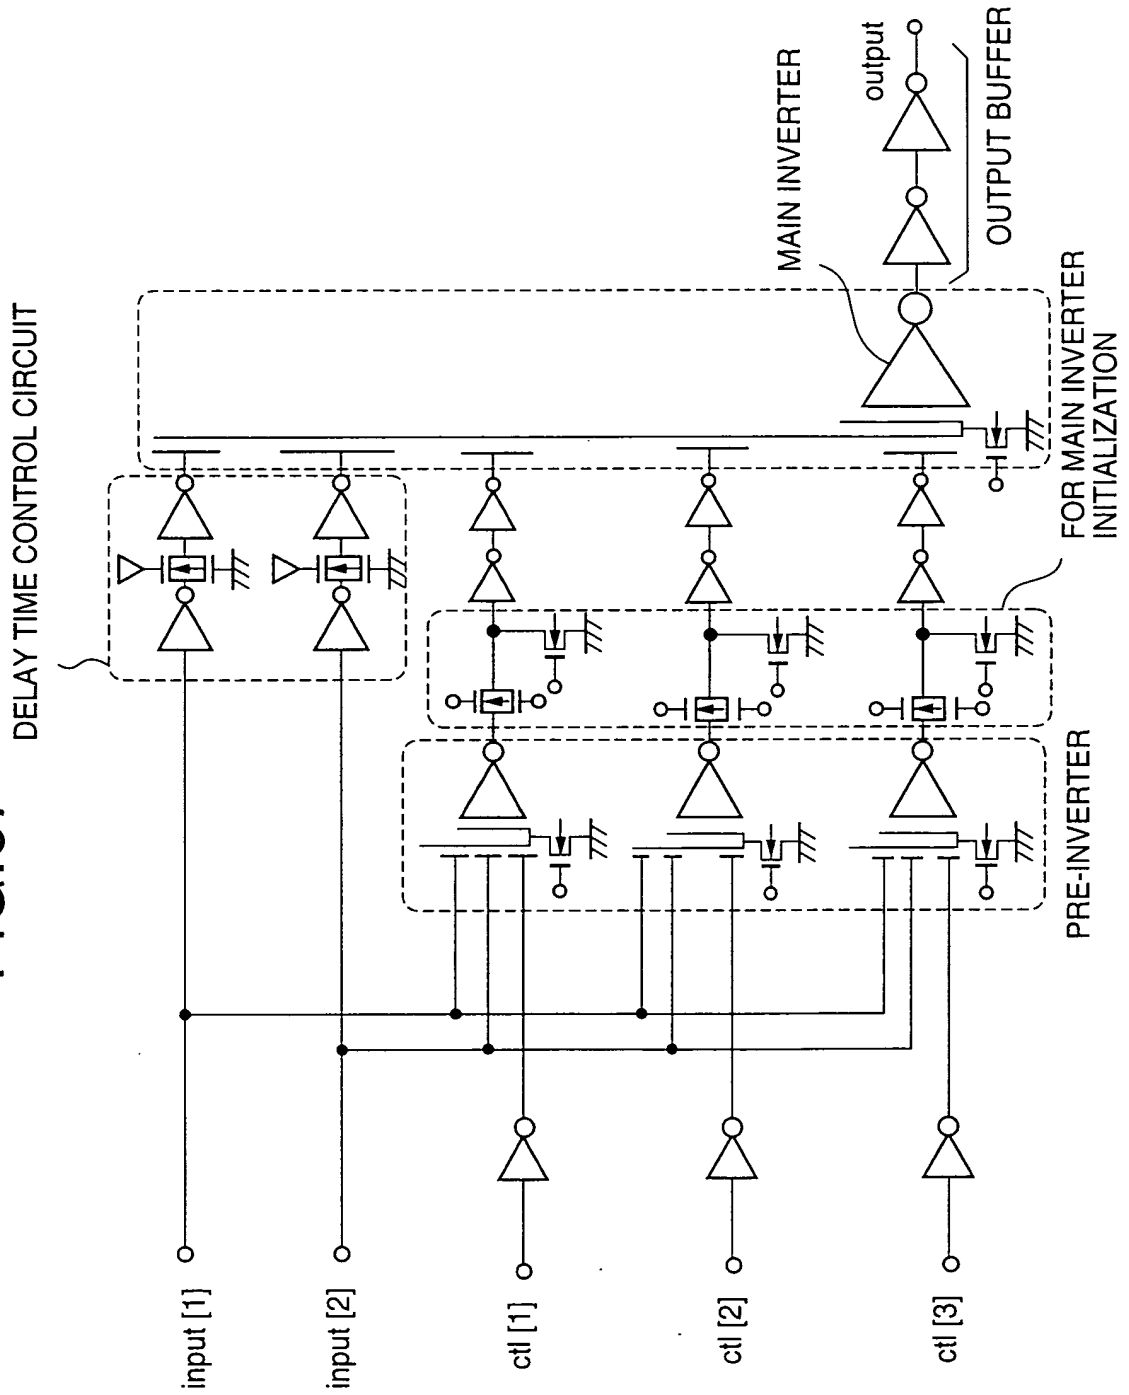 DELAY TIME CONTROL CIRCUIT
input [1]
input [2]
ctl [1]
ctl [2]
ctl [3]
PRE-INVERTER
FOR MAIN INVERTER
INITIALIZATION
MAIN INVERTER
output
OUTPUT BUFFER